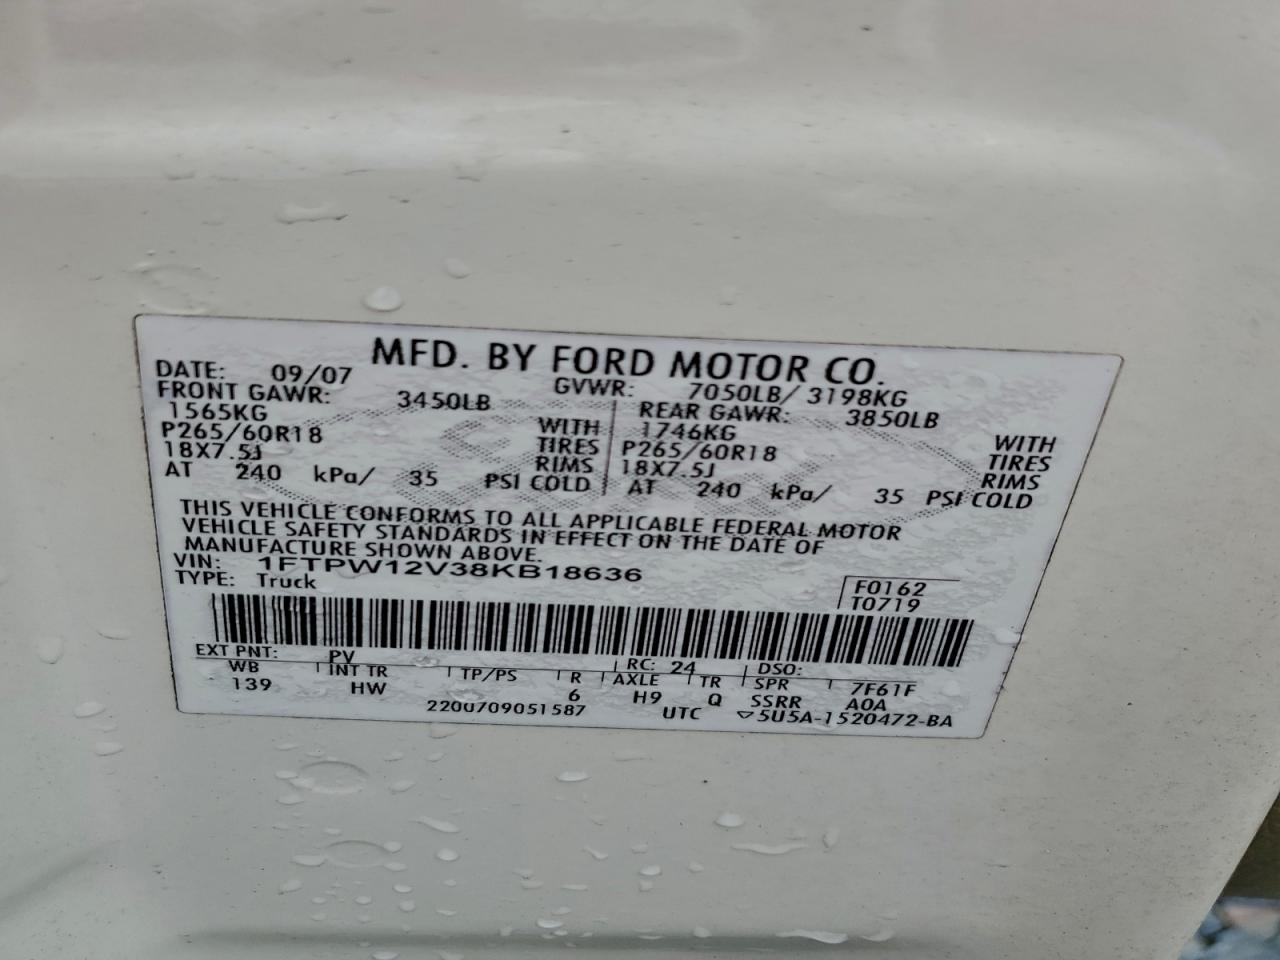 MFD. BY FORD MOTOR CO.
DATE: 09/07 GVWR: 7050LB/ 3198KG
FRONT GAWR: 3450LB REAR GAWR: 3850LB
1565KG WITH 1746KG WITH
P265/60R18 TIRES P265/60R18 TIRES
18X7.5J RIMS 18X7.5J RIMS
AT 240 kPa/ 35 PSI COLD AT 240 kPa/ 35 PSI COLD
THIS VEHICLE CONFORMS TO ALL APPLICABLE FEDERAL MOTOR
VEHICLE SAFETY STANDARDS IN EFFECT ON THE DATE OF
MANUFACTURE SHOWN ABOVE.
VIN: 1FTPW12V38KB18636
TYPE: Truck
F0162
T0719
EXT PNT: PV RC: 24 DSO:
WB INT TR TP/PS R AXLE TR SPR 7F61F
139 HW 6 H9 Q SSRR A0A
2200709051587 UTC ▽5U5A-1520472-BA